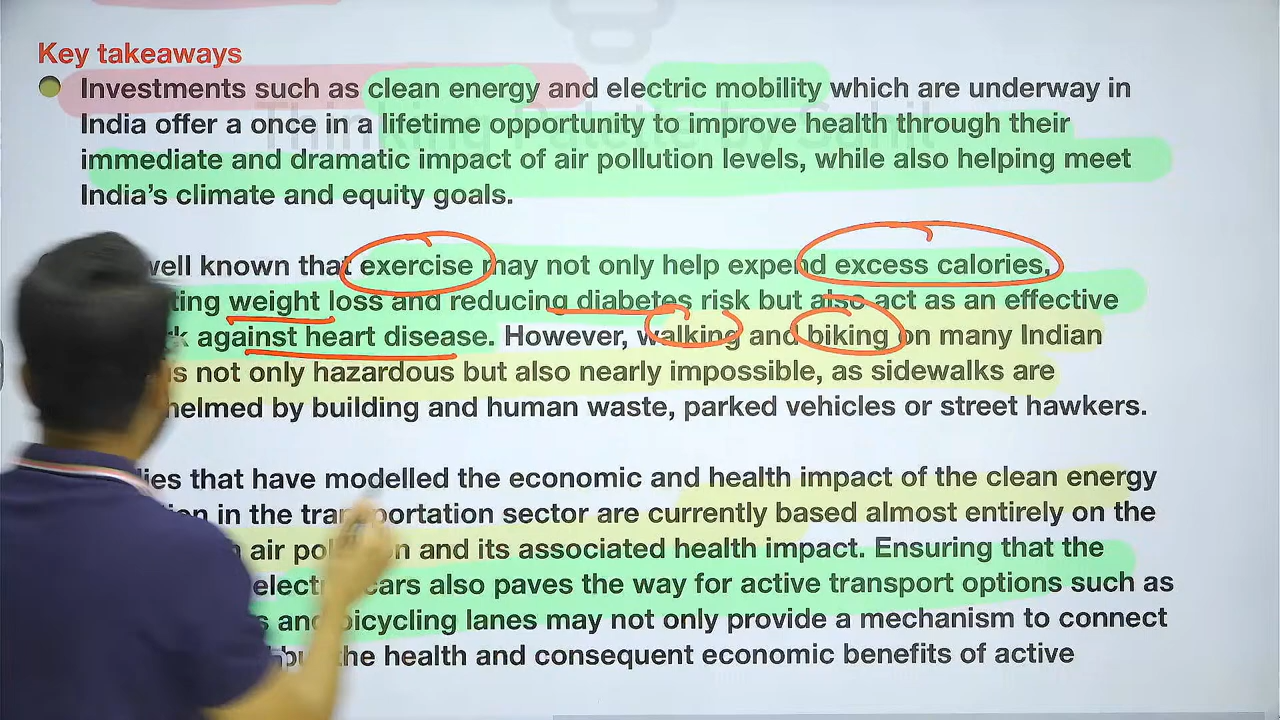 Key takeaways
Investments such as clean energy and electric mobility which are underway in
India offer a once in a lifetime opportunity to improve health through their
immediate and dramatic impact of air pollution levels, while also helping meet
India's climate and equity goals.
well known that exercise may not only help expend excess calories,
weight loss and reducing diabetes risk but also act as an effective
against heart disease. However, walking and biking on many Indian
not only hazardous but also nearly impossible, as sidewalks are
by building and human waste, parked vehicles or street hawkers.
that have modelled the economic and health impact of the clean energy
in the transportation sector are currently based almost entirely on the
air pollution and its associated health impact. Ensuring that the
cars also paves the way for active transport options such as
and bicycling lanes may not only provide a mechanism to connect
the health and consequent economic benefits of active
Thinking Palette by Sahil